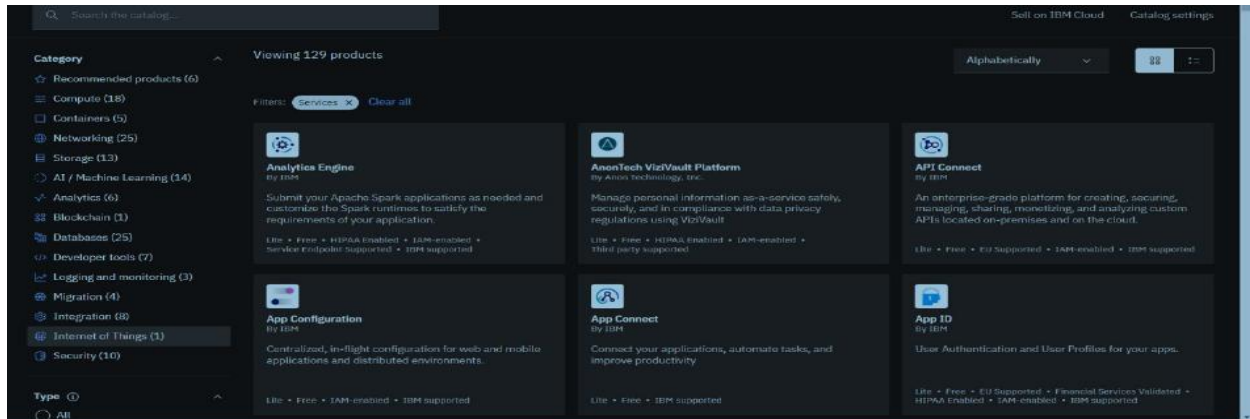 Search the catalog...
Sell on IBM Cloud
Catalog settings
Category
Recommended products (6)
Compute (18)
Containers (5)
Networking (25)
Storage (13)
AI / Machine Learning (14)
Analytics (6)
Blockchain (1)
Databases (25)
Developer tools (7)
Logging and monitoring (3)
Migration (4)
Integration (8)
Internet of Things (1)
Security (10)
Type
All
Viewing 129 products
Alphabetically
Filters: Services × Clear all
Analytics Engine
By IBM
Submit your Apache Spark applications as needed and
customize the Spark runtimes to satisfy the
requirements of your application.
Lite • Free • HIPAA Enabled • IAM-enabled •
Service Endpoint Supported • IBM supported
AnonTech ViziVault Platform
By Anon Technology, Inc.
Manage personal information as-a-service safely,
securely, and in compliance with data privacy
regulations using ViziVault
Lite • Free • HIPAA Enabled • IAM-enabled •
Third party supported
API Connect
By IBM
An enterprise-grade platform for creating, securing,
managing, sharing, monetizing, and analyzing custom
APIs located on-premises and on the cloud.
Lite • Free • EU Supported • IAM-enabled • IBM supported
App Configuration
By IBM
Centralized, in-flight configuration for web and mobile
applications and distributed environments.
Lite • Free • IAM-enabled • IBM supported
App Connect
By IBM
Connect your applications, automate tasks, and
improve productivity
Lite • Free • IBM supported
App ID
By IBM
User Authentication and User Profiles for your apps.
Lite • Free • EU Supported • Financial Services Validated •
HIPAA Enabled • IAM-enabled • IBM supported